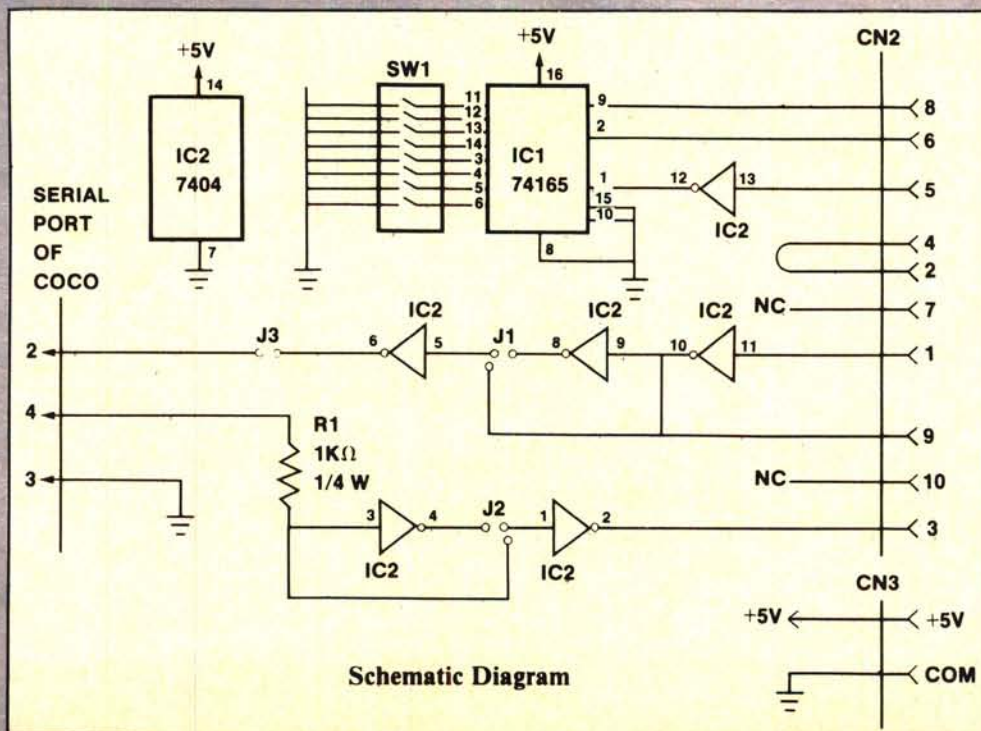 +5V
14
IC2
7404
7
SW1
+5V
16
11
12
13
14
3
4
5
6
IC1
74165
9
2
1
15
10
8
12
13
IC2
CN2
8
6
5
4
2
NC
7
1
9
NC
10
3
SERIAL
PORT
OF
COCO
2
4
3
J3
IC2
6
5
J1
IC2
8
9
IC2
10
11
R1
1KΩ
1/4 W
3
4
IC2
J2
1
2
IC2
CN3
+5V
+5V
COM
Schematic Diagram